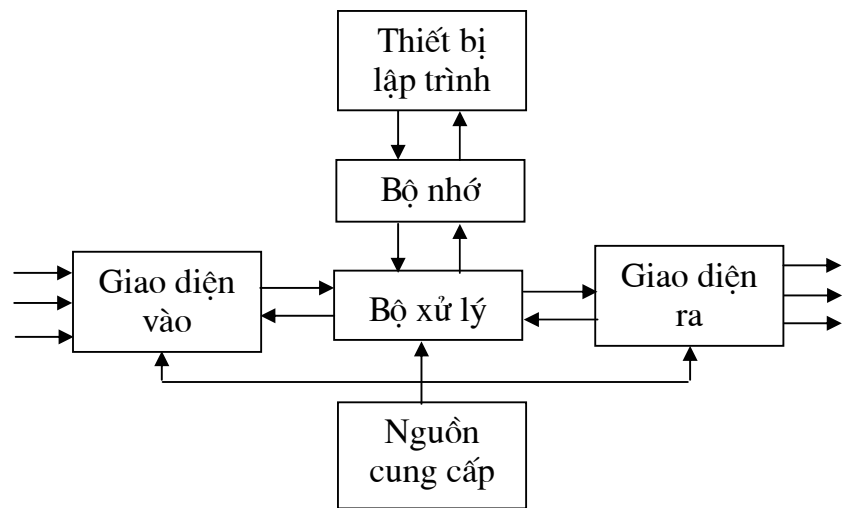 Thiết bị
lập trình
Bộ nhớ
Giao diện
vào
Bộ xử lý
Giao diện
ra
Nguồn
cung cấp